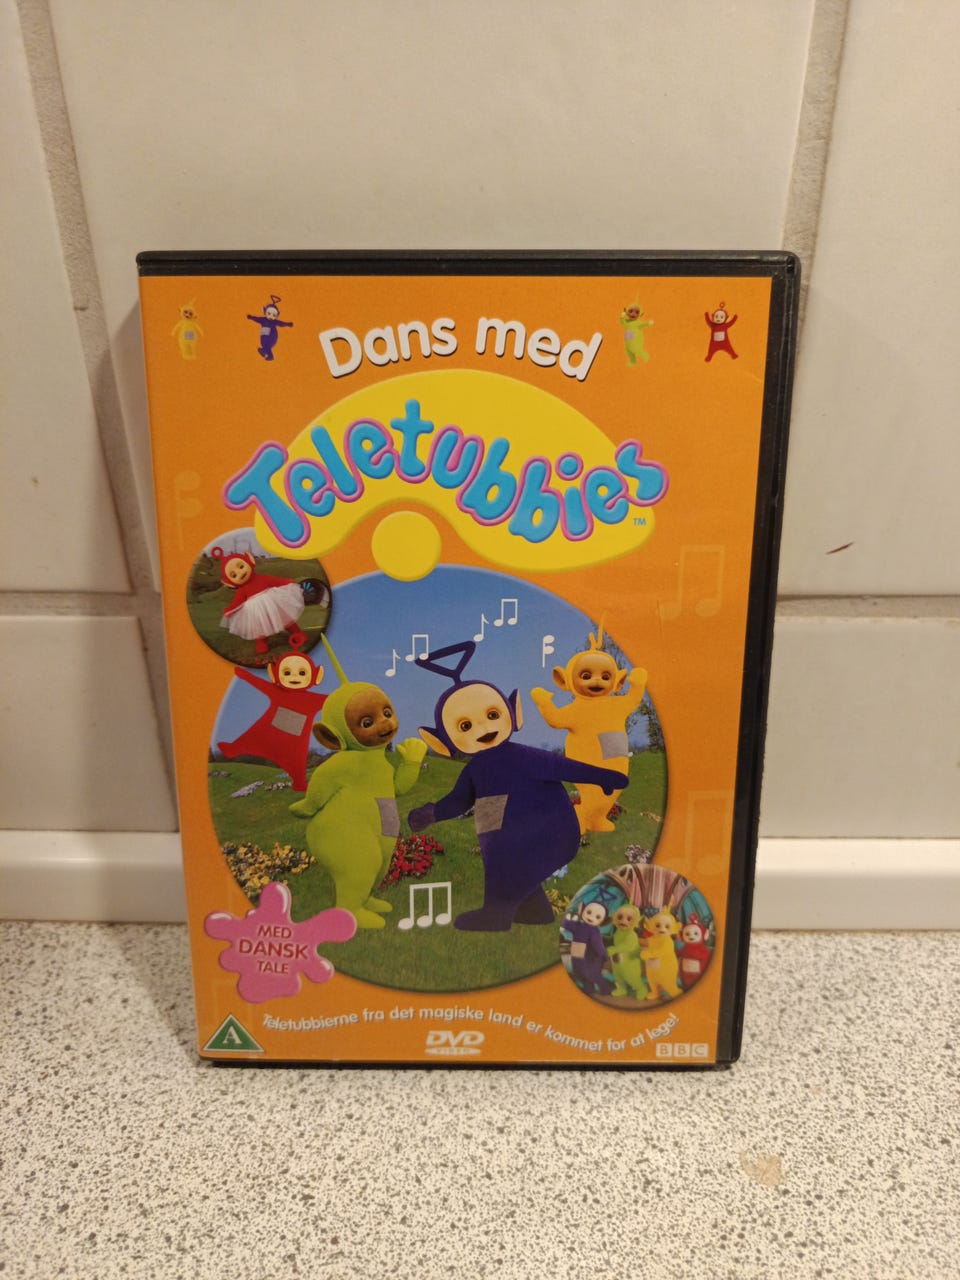 Dans med
Teletubbies
TM
MED
DANSK
TALE
Teletubbierne fra det magiske land er kommet for at lege!
A
DVD
VIDEO
BBC